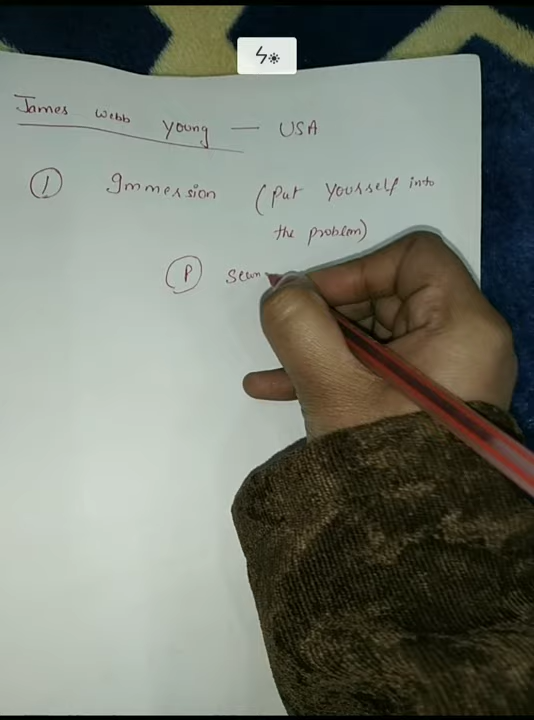 James Webb Young — USA
① Immersion (Put yourself into
the problem)
Ⓟ